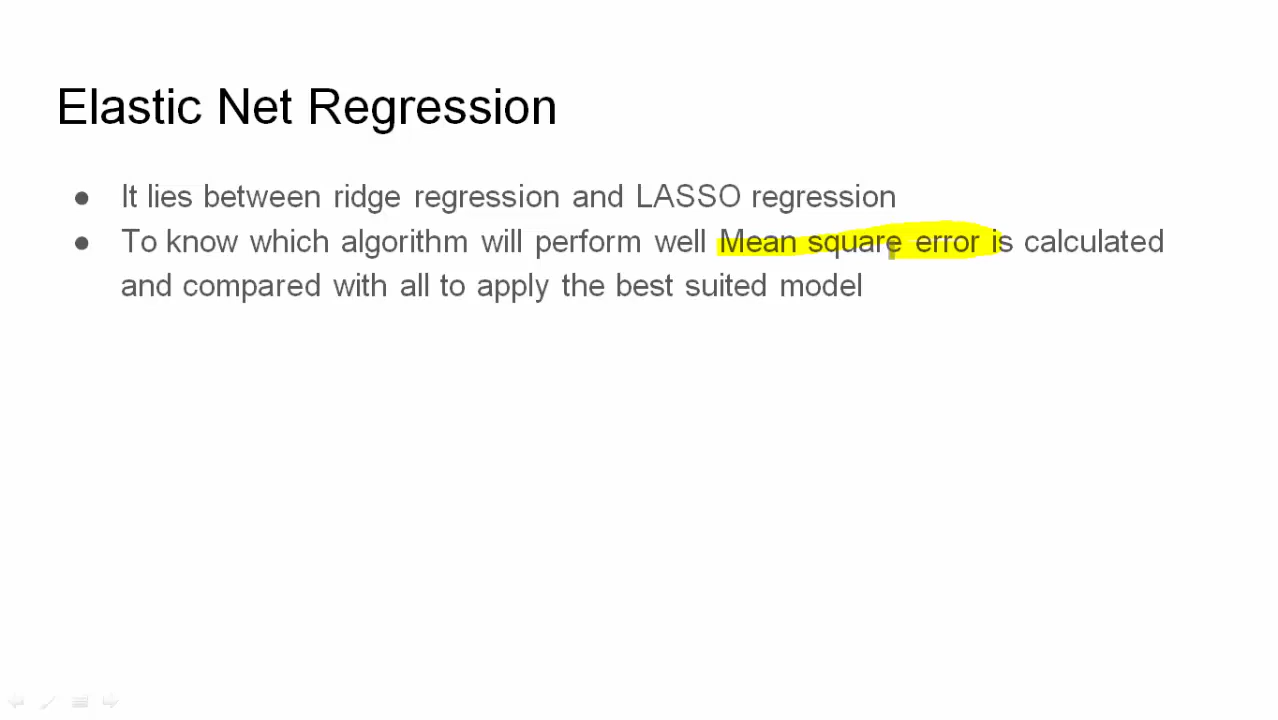 Elastic Net Regression
● It lies between ridge regression and LASSO regression
● To know which algorithm will perform well Mean square error is calculated
and compared with all to apply the best suited model